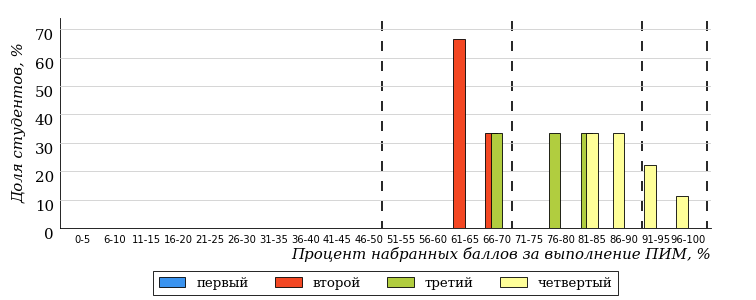 Доля студентов, %
70
60
50
40
30
20
10
0
0-5 6-10 11-15 16-20 21-25 26-30 31-35 36-40 41-45 46-50 51-55 56-60 61-65 66-70 71-75 76-80 81-85 86-90 91-95 96-100
Процент набранных баллов за выполнение ПИМ, %
первый второй третий четвертый